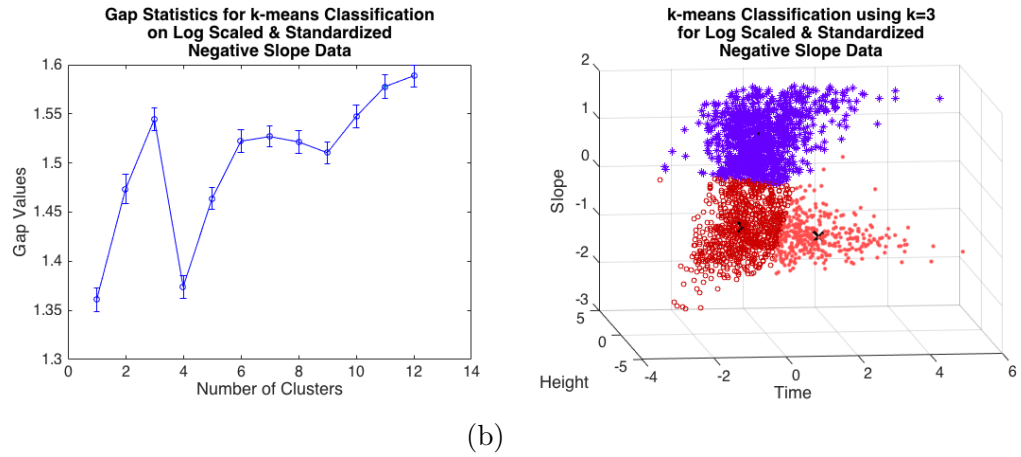 Gap Statistics for k-means Classification
on Log Scaled & Standardized
Negative Slope Data
1.6
1.55
1.5
1.45
1.4
1.35
1.3
Gap Values
0 2 4 6 8 10 12 14
Number of Clusters
k-means Classification using k=3
for Log Scaled & Standardized
Negative Slope Data
2
1
0
-1
-2
-3
Slope
5
0
-5
Height
-4 -2 0 2 4 6
Time
(b)